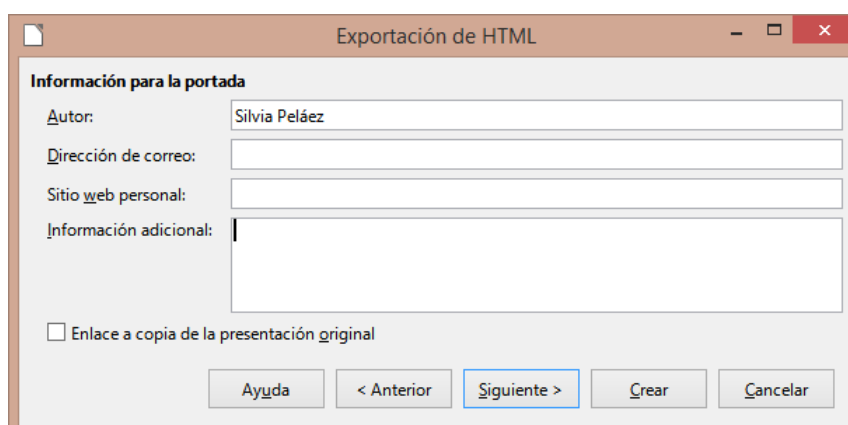 Exportación de HTML
Información para la portada
Autor: Silvia Peláez
Dirección de correo:
Sitio web personal:
Información adicional:
Enlace a copia de la presentación original
Ayuda < Anterior Siguiente > Crear Cancelar